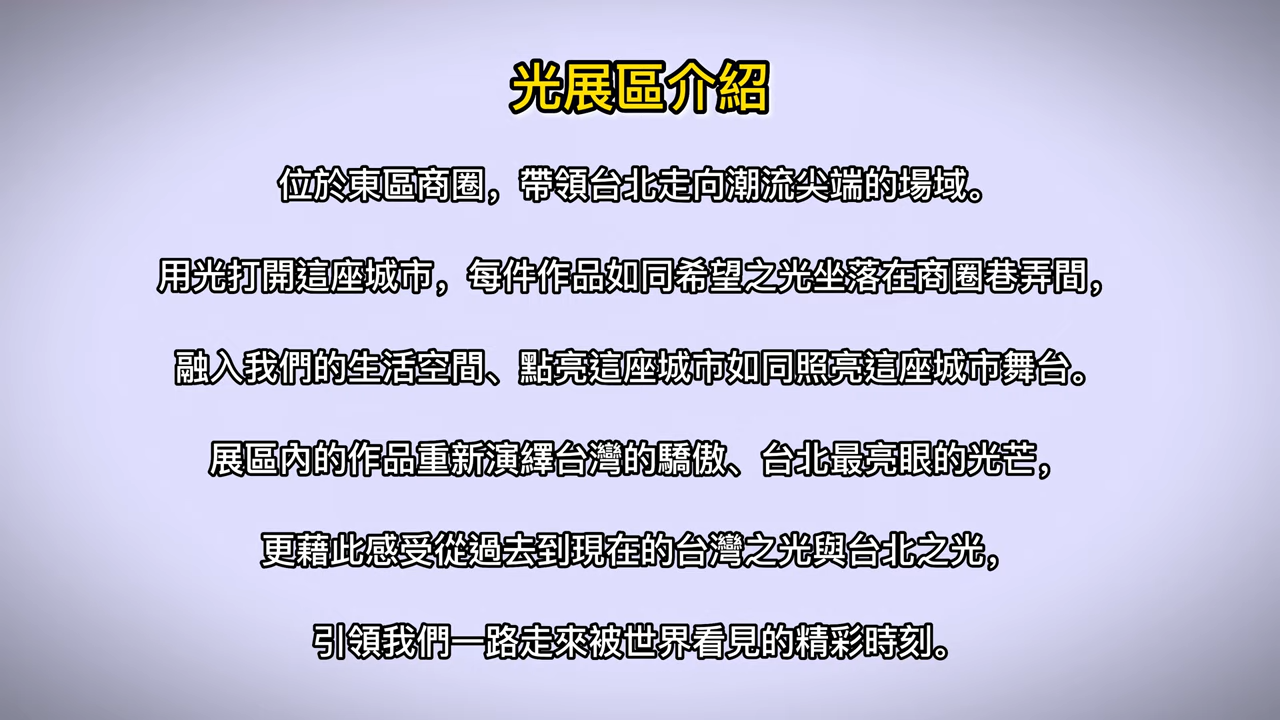 光展區介紹
位於東區商圈，帶領台北走向潮流尖端的場域。
用光打開這座城市，每件作品如同希望之光坐落在商圈巷弄間，
融入我們的生活空間、點亮這座城市如同照亮這座城市舞台。
展區內的作品重新演繹台灣的驕傲、台北最亮眼的光芒，
更藉此感受從過去到現在的台灣之光與台北之光，
引領我們一路走來被世界看見的精彩時刻。